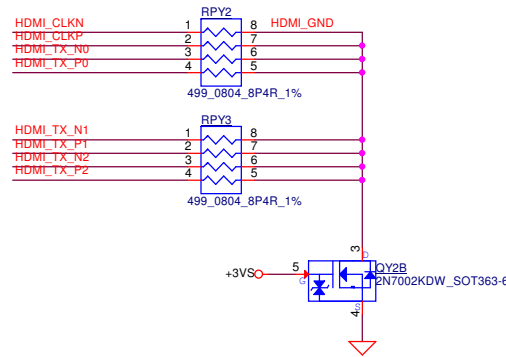 RPY2
HDMI_CLKN 1 8 HDMI_GND
HDMI_CLKP 2 7
HDMI_TX_N0 3 6
HDMI_TX_P0 4 5
499_0804_8P4R_1%
RPY3
HDMI_TX_N1 1 8
HDMI_TX_P1 2 7
HDMI_TX_N2 3 6
HDMI_TX_P2 4 5
499_0804_8P4R_1%
3
D
+3VS 5
G
QY2B
2N7002KDW_SOT363-6
S
4